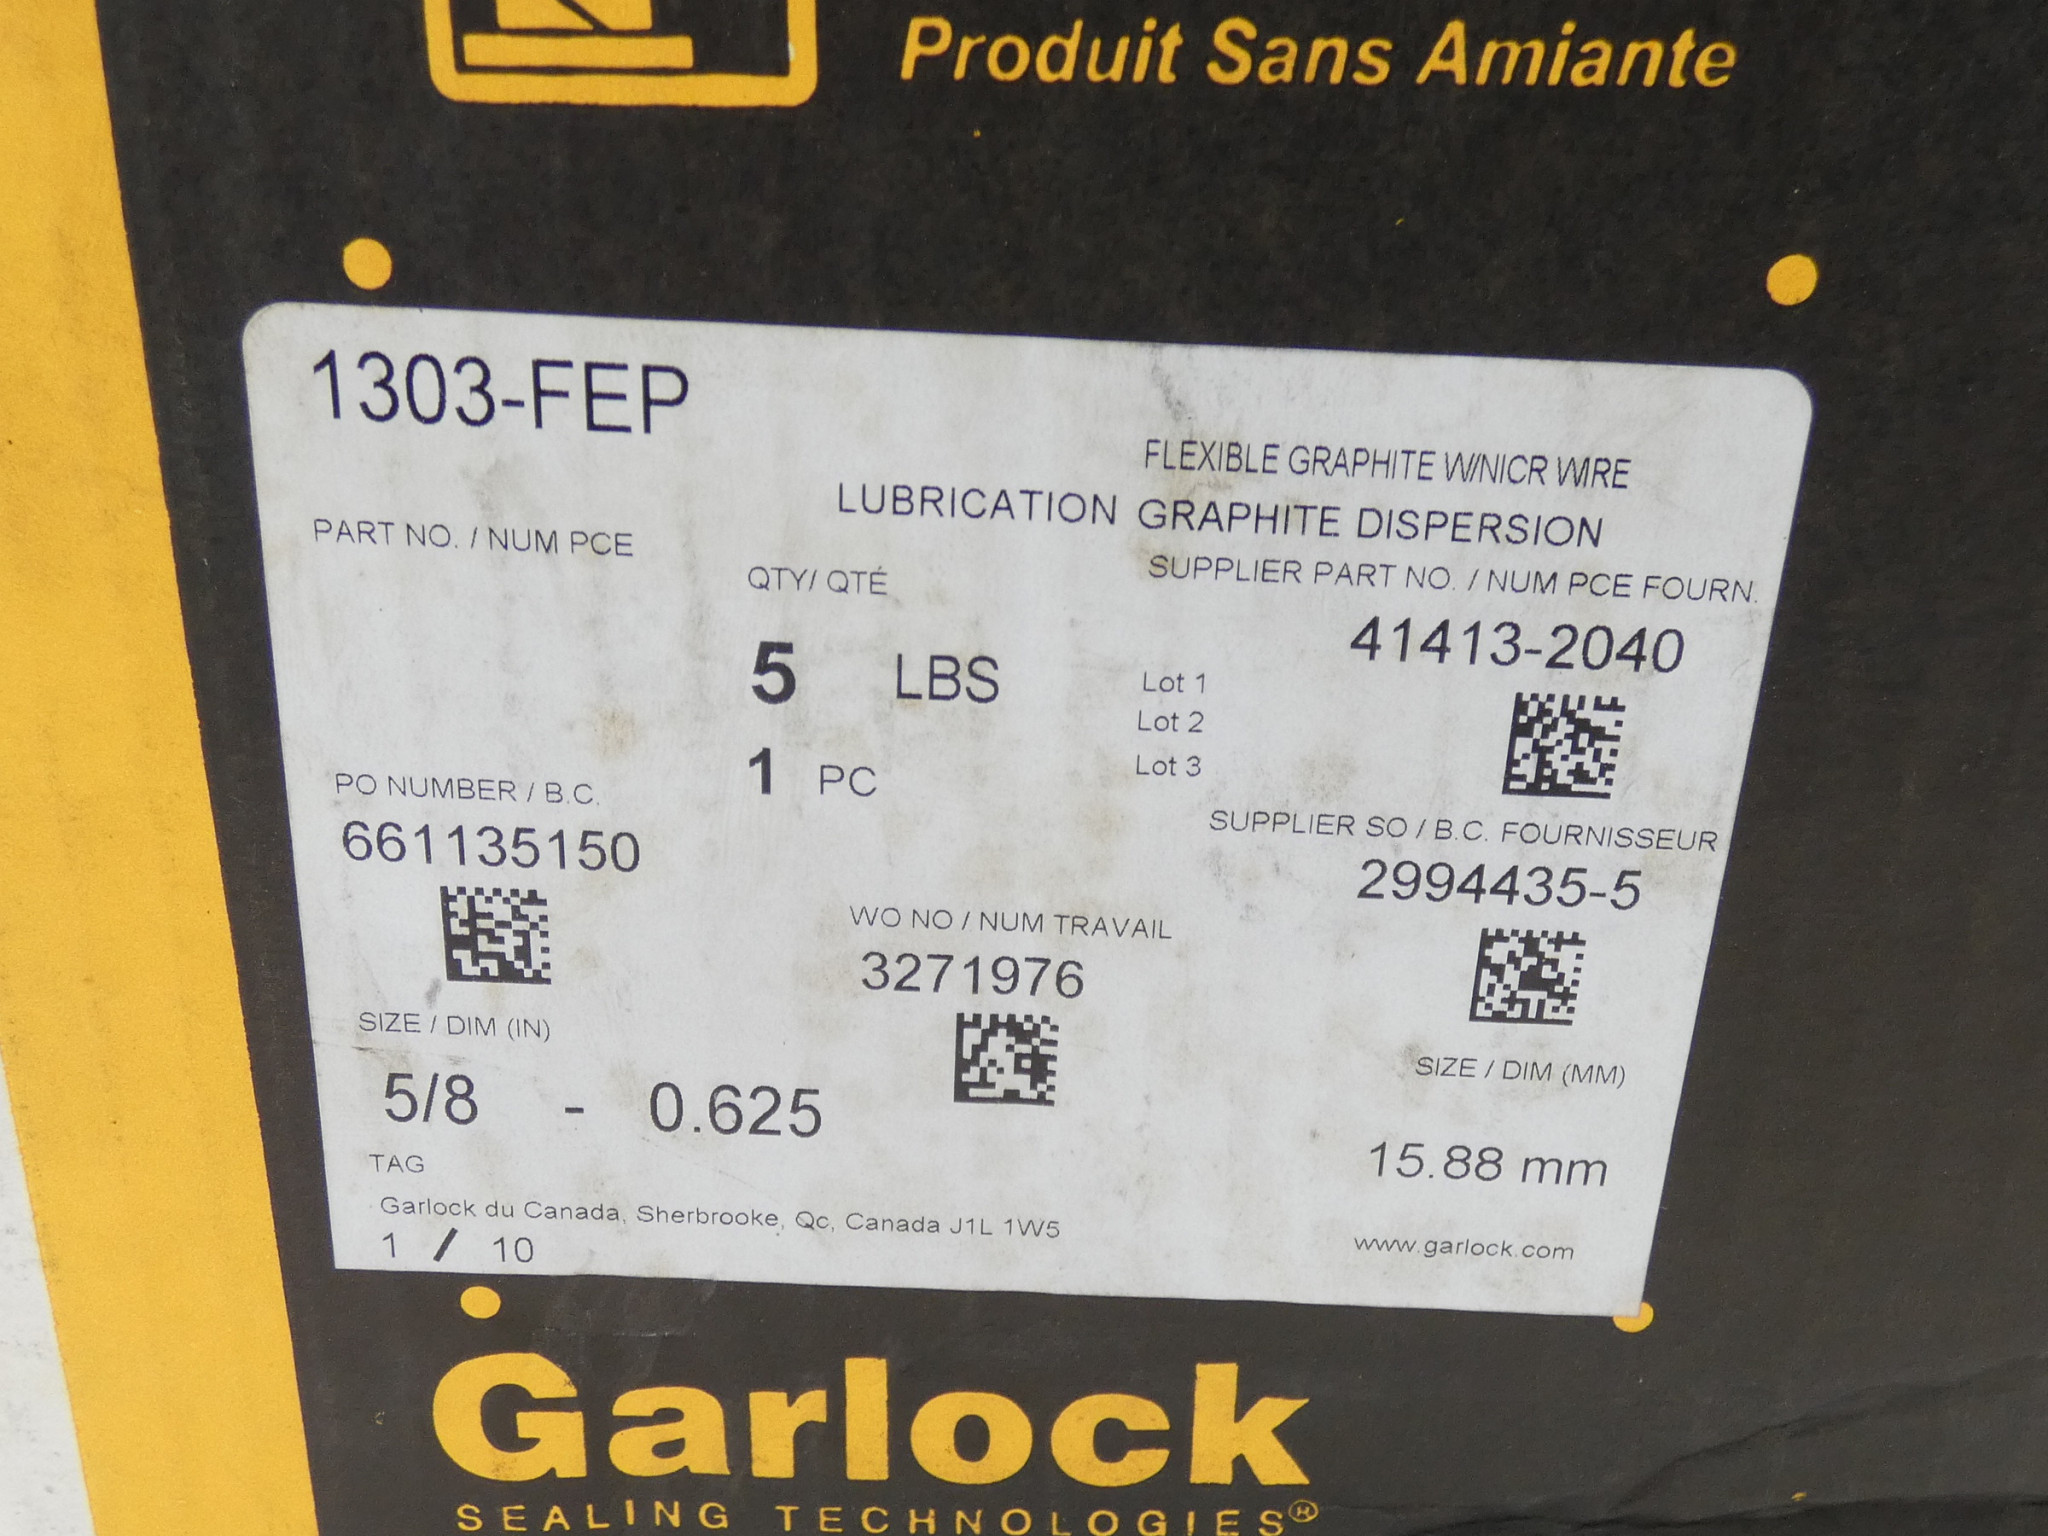 Produit Sans Amiante
1303-FEP
FLEXIBLE GRAPHITE W/NICR WIRE
LUBRICATION GRAPHITE DISPERSION
PART NO. / NUM PCE
QTY/ QTÉ
SUPPLIER PART NO. / NUM PCE FOURN.
41413-2040
5 LBS
Lot 1
Lot 2
Lot 3
1 PC
PO NUMBER / B.C.
661135150
SUPPLIER SO / B.C. FOURNISSEUR
2994435-5
WO NO / NUM TRAVAIL
3271976
SIZE / DIM (IN)
5/8 - 0.625
SIZE / DIM (MM)
15.88 mm
TAG
Garlock du Canada, Sherbrooke, Qc, Canada J1L 1W5
1 / 10
www.garlock.com
Garlock
SEALING TECHNOLOGIES®